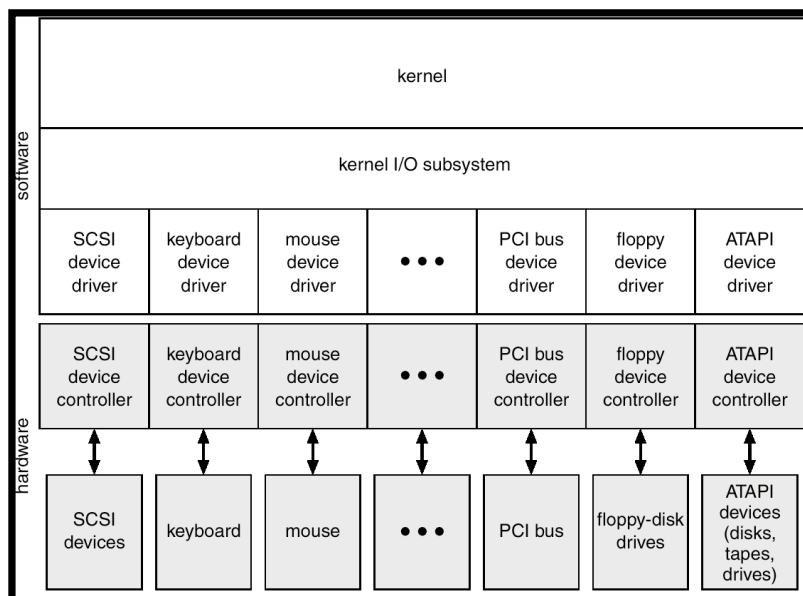 software
kernel
kernel I/O subsystem
SCSI
device
driver
keyboard
device
driver
mouse
device
driver
•••
PCI bus
device
driver
floppy
device
driver
ATAPI
device
driver
hardware
SCSI
device
controller
keyboard
device
controller
mouse
device
controller
•••
PCI bus
device
controller
floppy
device
controller
ATAPI
device
controller
SCSI
devices
keyboard
mouse
•••
PCI bus
floppy-disk
drives
ATAPI
devices
(disks,
tapes,
drives)